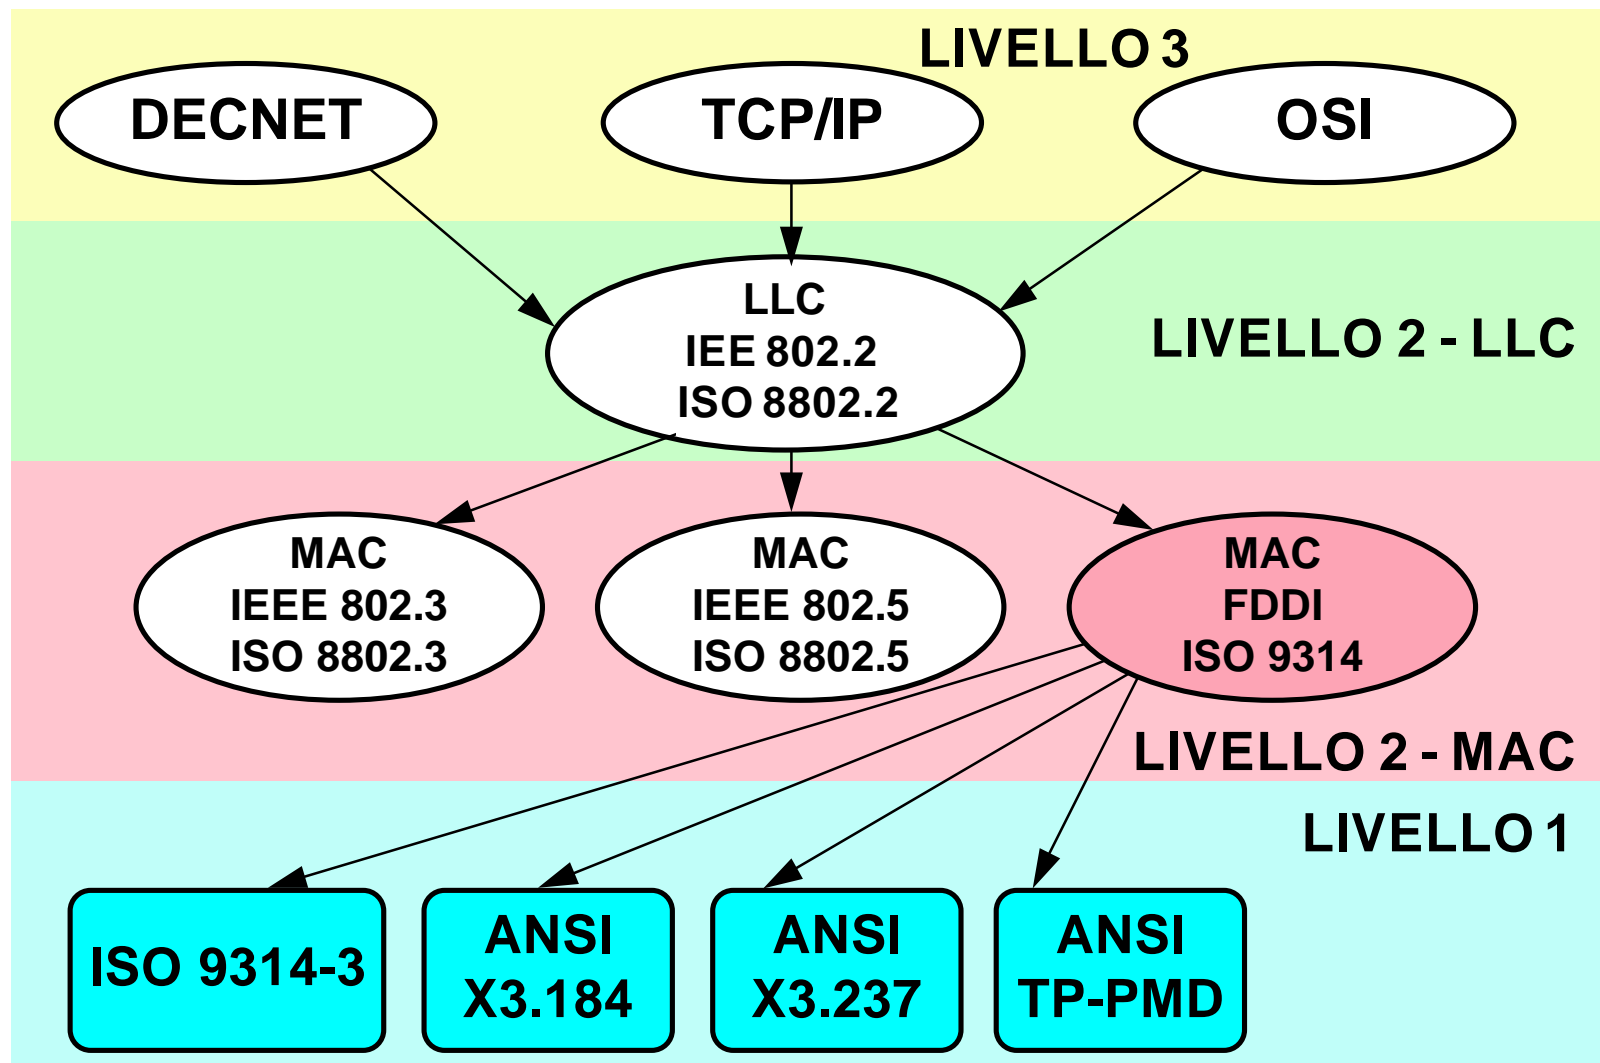 LIVELLO 3
DECNET
TCP/IP
OSI
LLC
IEE 802.2
ISO 8802.2
LIVELLO 2 - LLC
MAC
IEEE 802.3
ISO 8802.3
MAC
IEEE 802.5
ISO 8802.5
MAC
FDDI
ISO 9314
LIVELLO 2 - MAC
LIVELLO 1
ISO 9314-3
ANSI
X3.184
ANSI
X3.237
ANSI
TP-PMD